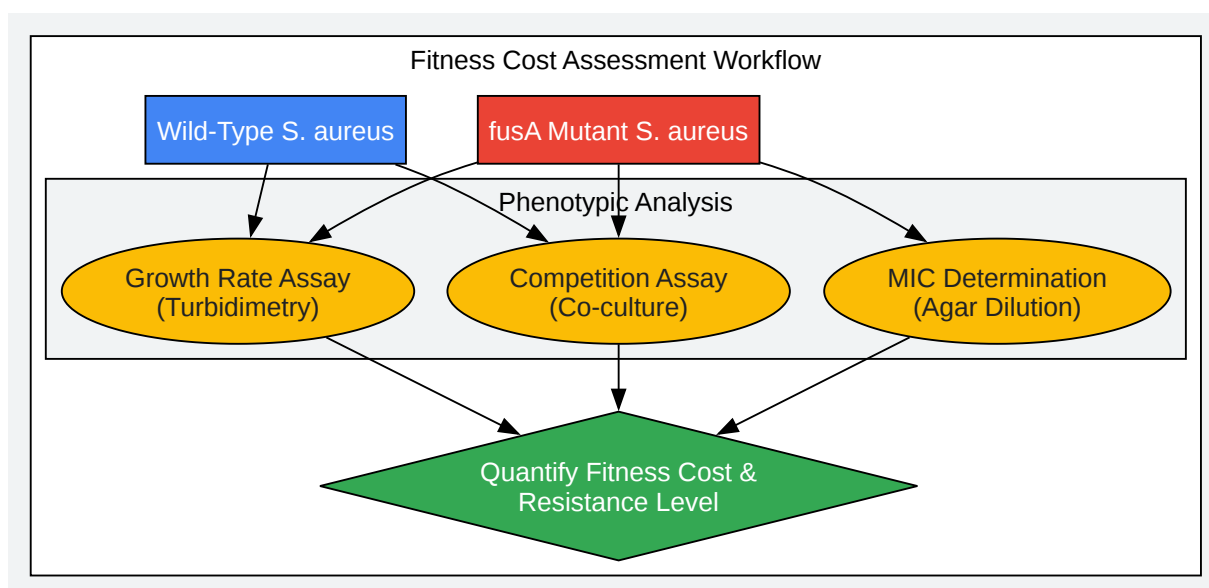 Fitness Cost Assessment Workflow
Wild-Type S. aureus
fusA Mutant S. aureus
Phenotypic Analysis
Growth Rate Assay
(Turbidimetry)
Competition Assay
(Co-culture)
MIC Determination
(Agar Dilution)
Quantify Fitness Cost &
Resistance Level